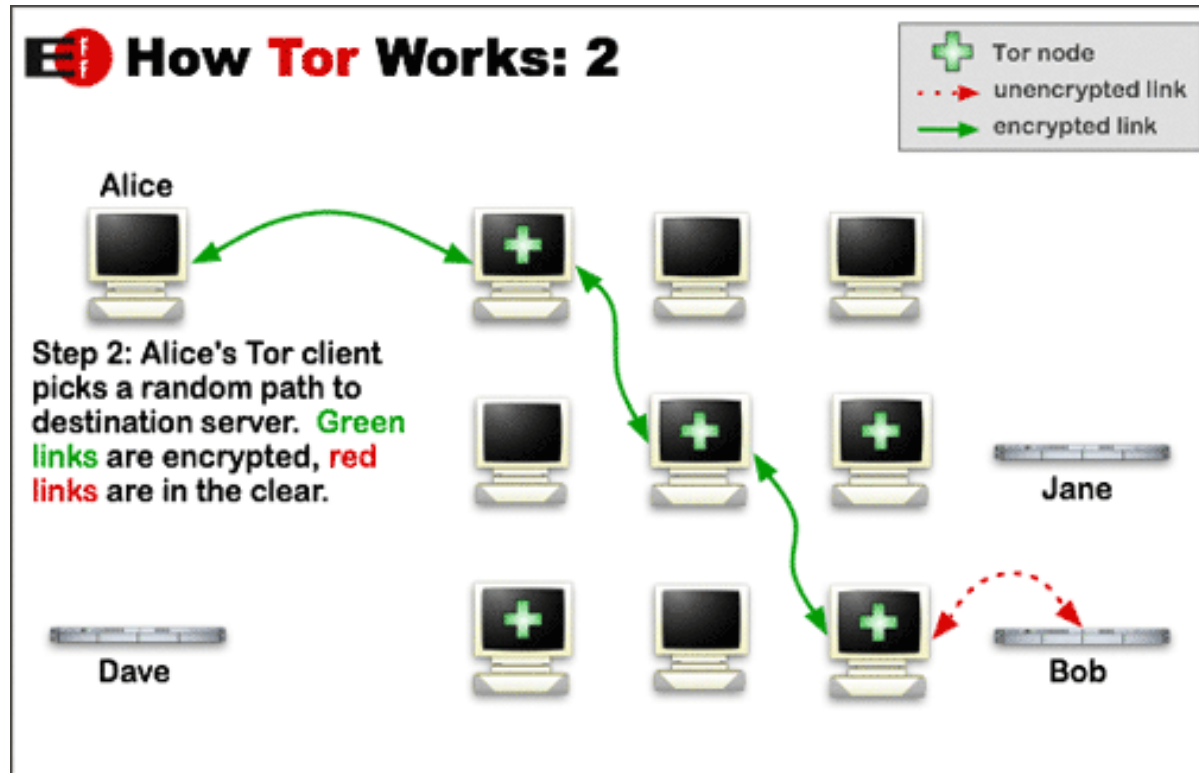 EFF How Tor Works: 2
Tor node
unencrypted link
encrypted link
Alice
Step 2: Alice's Tor client
picks a random path to
destination server. Green
links are encrypted, red
links are in the clear.
Jane
Dave
Bob